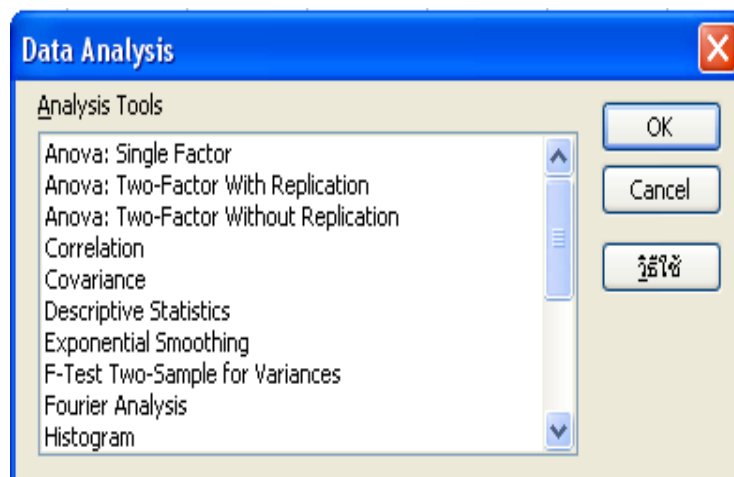 Data Analysis
Analysis Tools
Anova: Single Factor
Anova: Two-Factor With Replication
Anova: Two-Factor Without Replication
Correlation
Covariance
Descriptive Statistics
Exponential Smoothing
F-Test Two-Sample for Variances
Fourier Analysis
Histogram
OK
Cancel
วิธีใช้